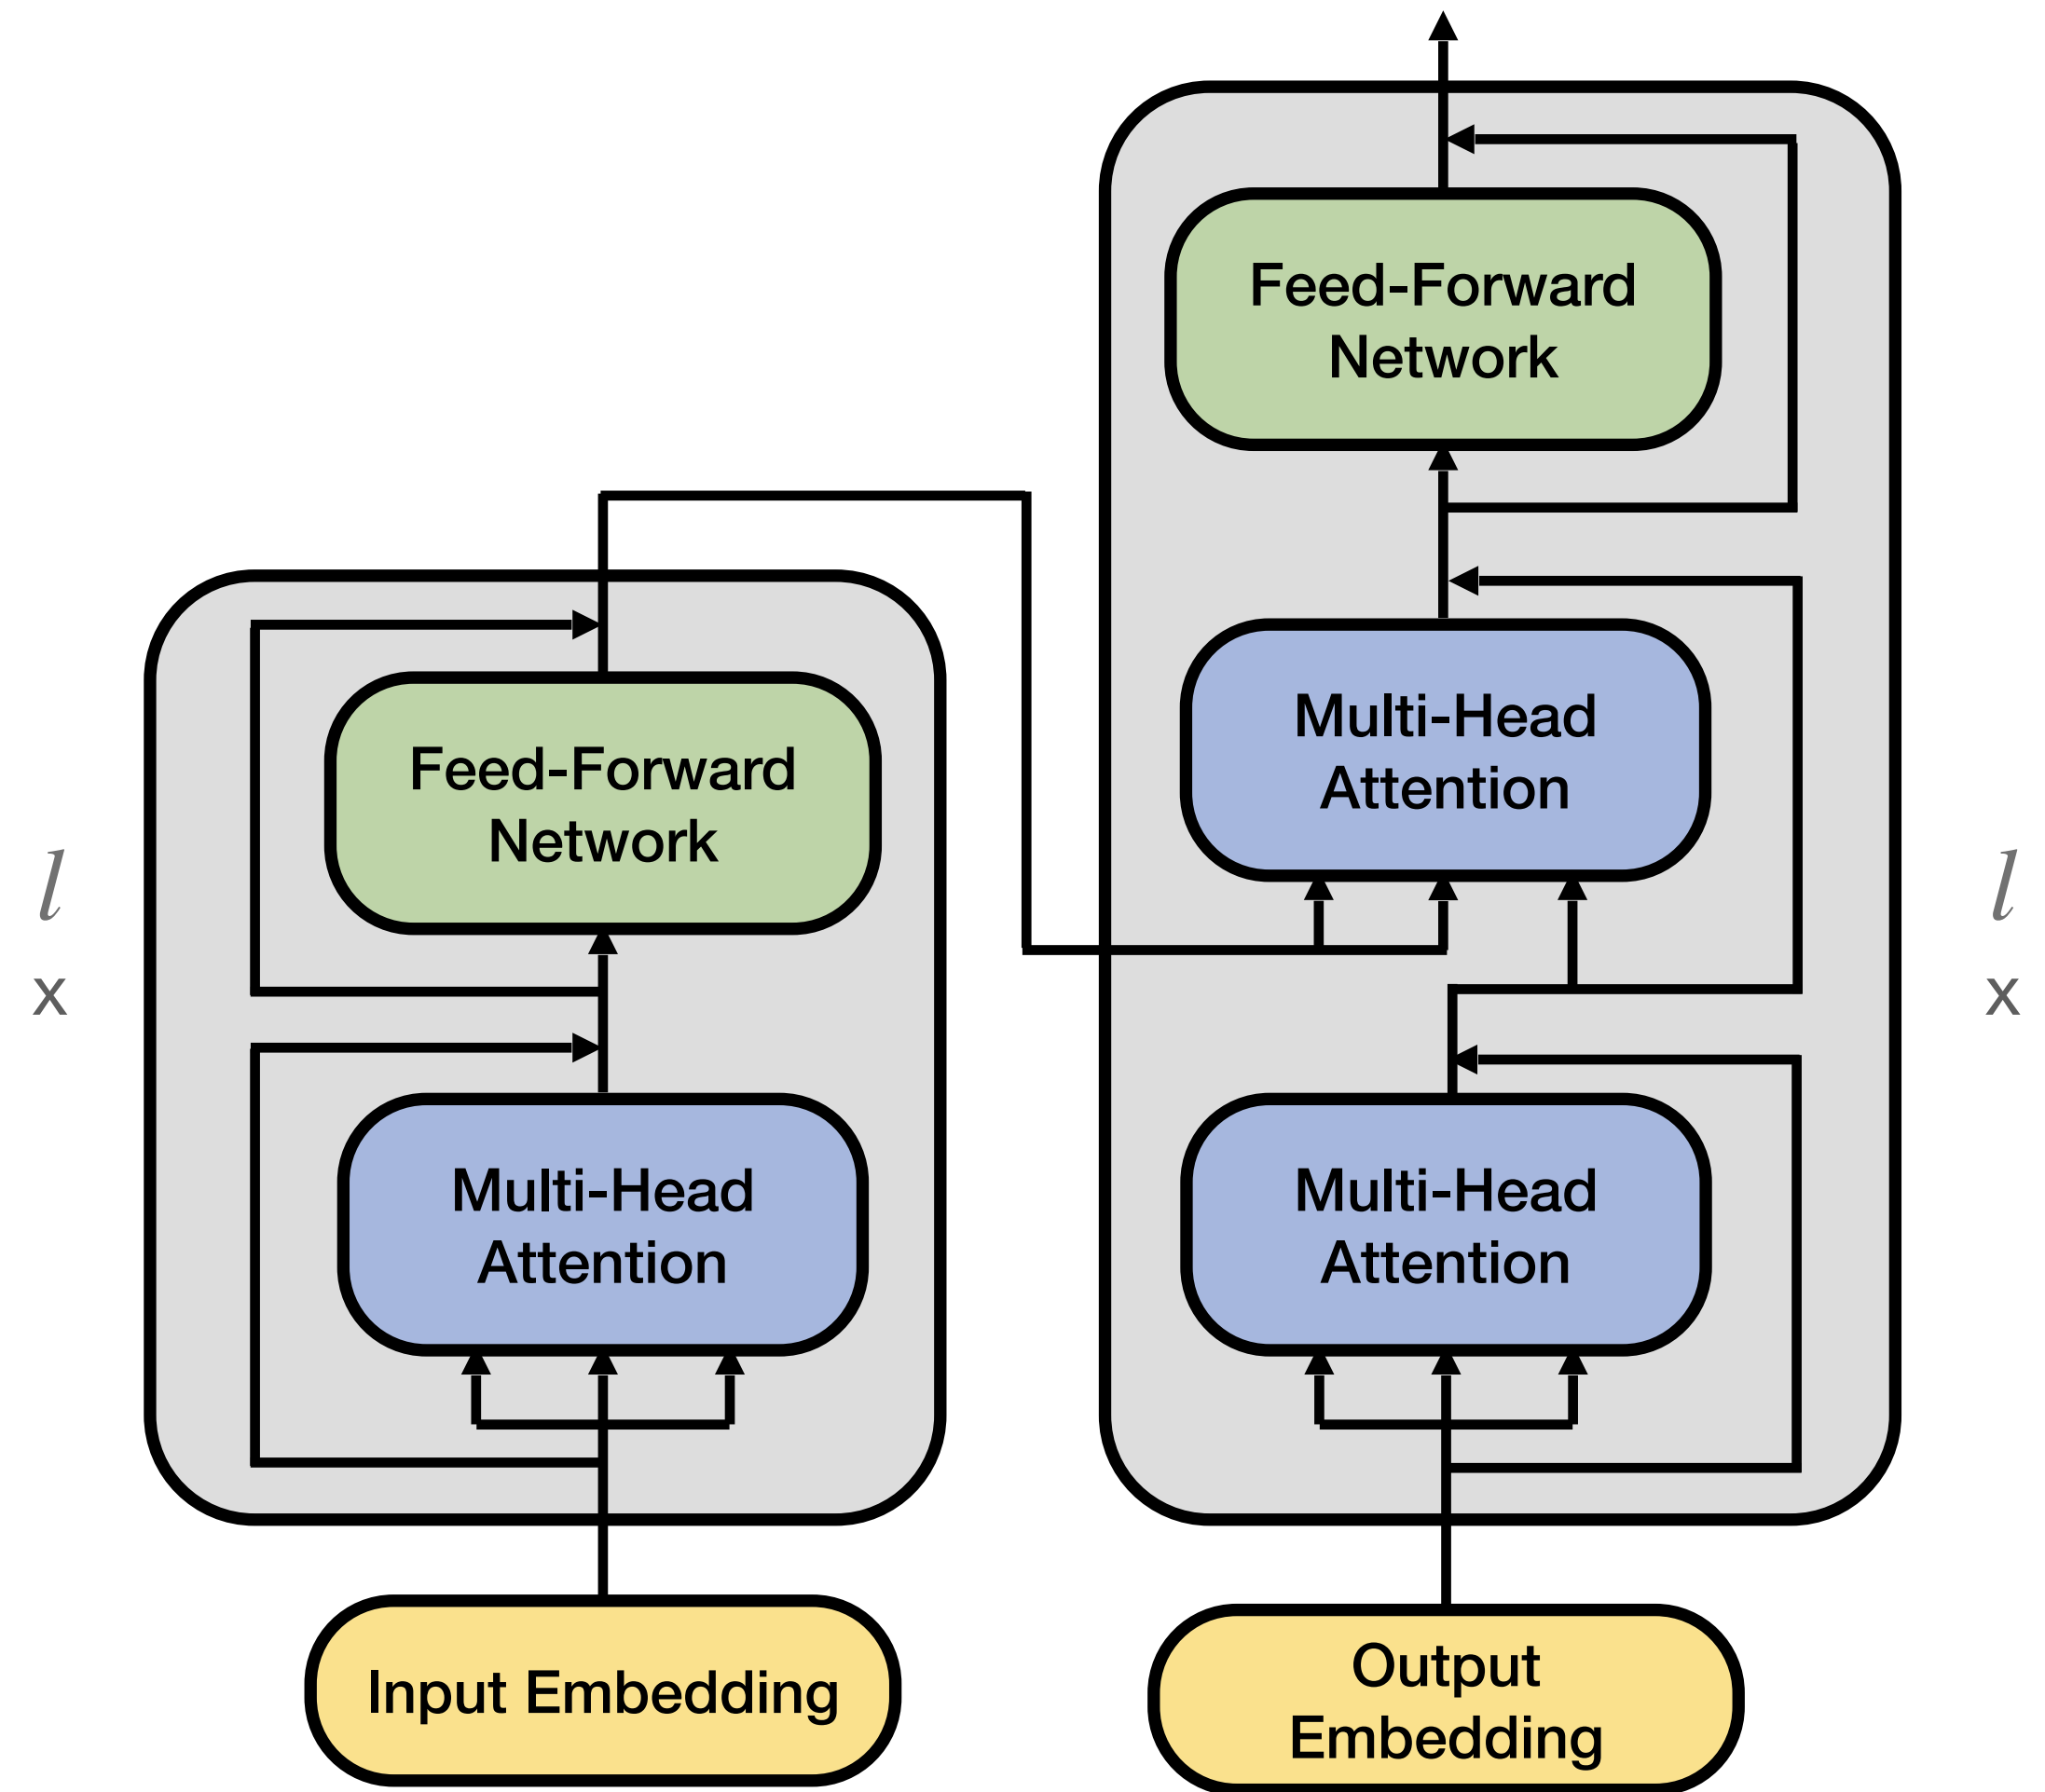 Feed-Forward
Network
Multi-Head
Attention
Input Embedding
l
x
Feed-Forward
Network
Multi-Head
Attention
Multi-Head
Attention
Output
Embedding
l
x